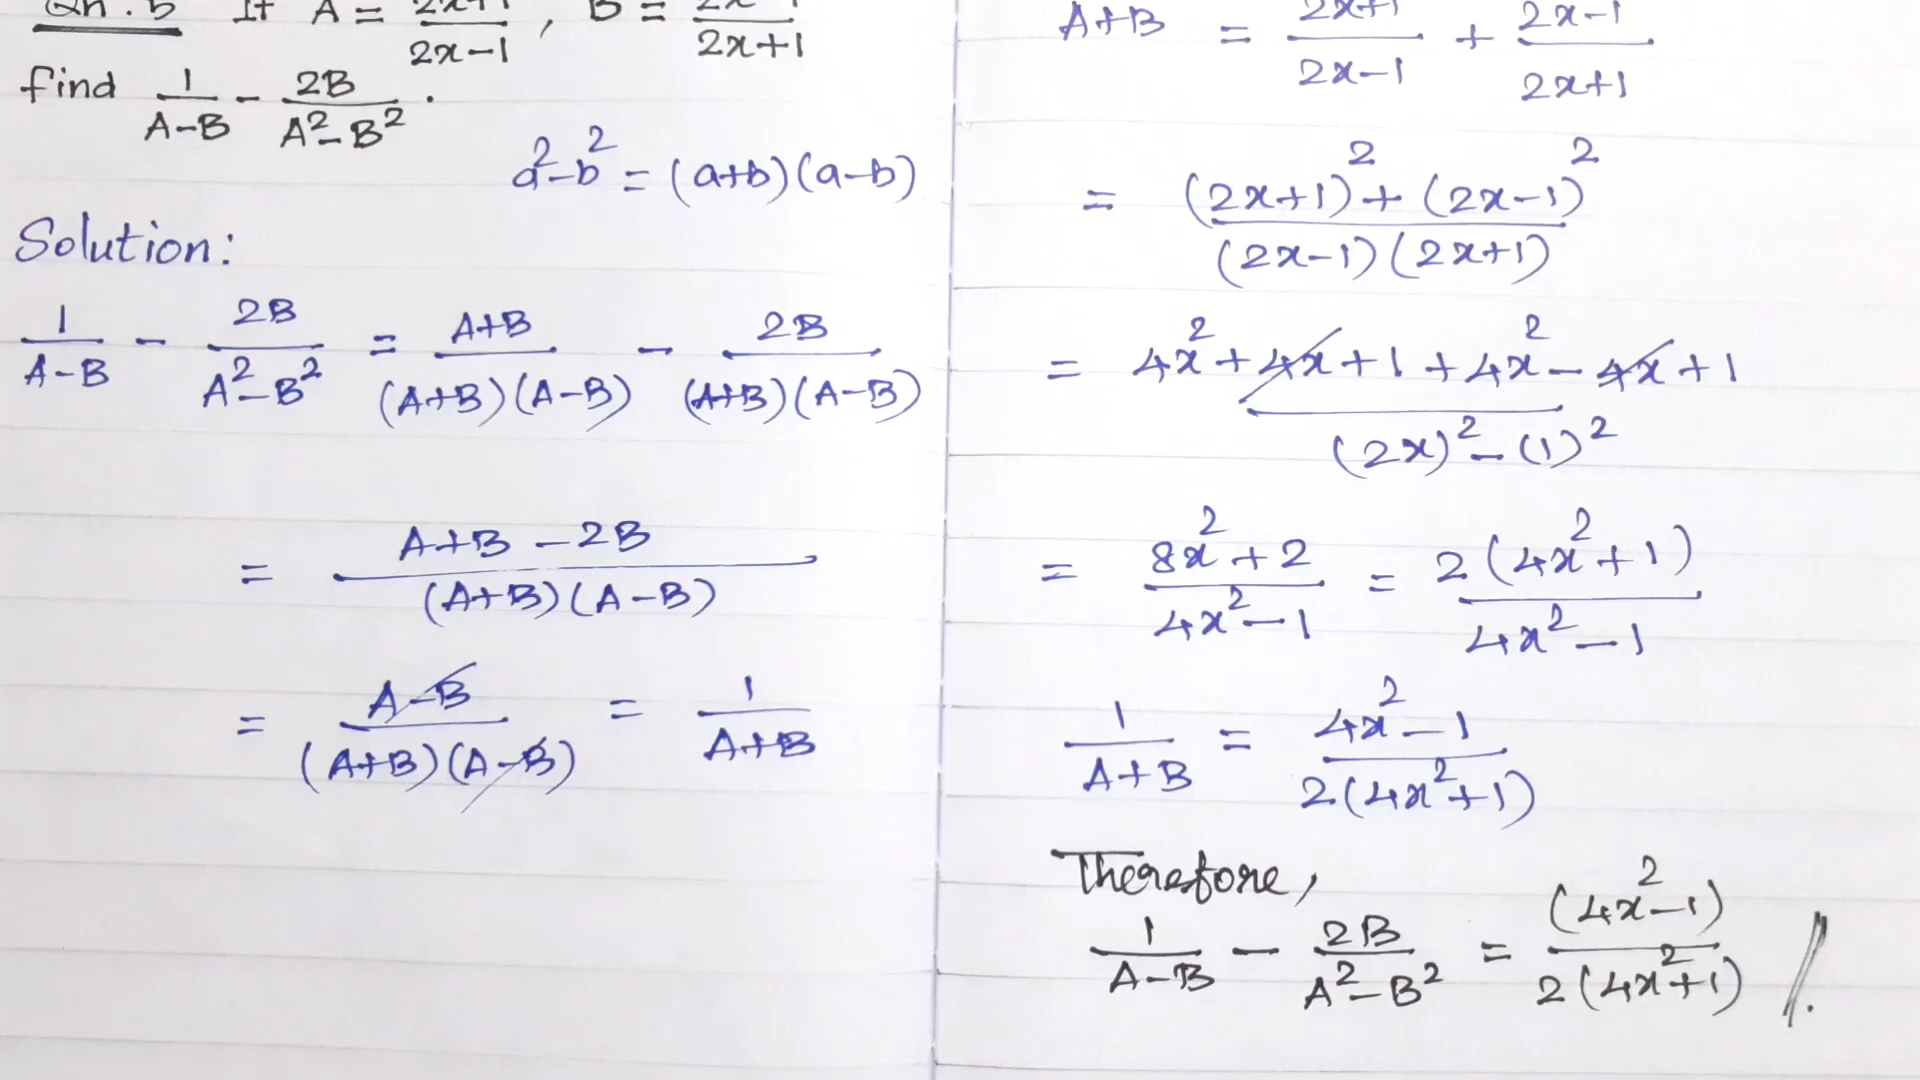 Qn. 5 If A = 2x+1/2x-1, B = 2x-1/2x+1
find 1/A-B - 2B/A²-B².
a²-b² = (a+b)(a-b)
Solution:
1/A-B - 2B/A²-B² = A+B/(A+B)(A-B) - 2B/(A+B)(A-B)
= A+B-2B/(A+B)(A-B)
= A-B/(A+B)(A-B) = 1/A+B
A+B = 2x+1/2x-1 + 2x-1/2x+1
= (2x+1)²+(2x-1)²/(2x-1)(2x+1)
= 4x²+4x+1+4x²-4x+1/(2x)²-(1)²
= 8x²+2/4x²-1 = 2(4x²+1)/4x²-1
1/A+B = 4x²-1/2(4x²+1)
Therefore,
1/A-B - 2B/A²-B² = (4x²-1)/2(4x²+1)